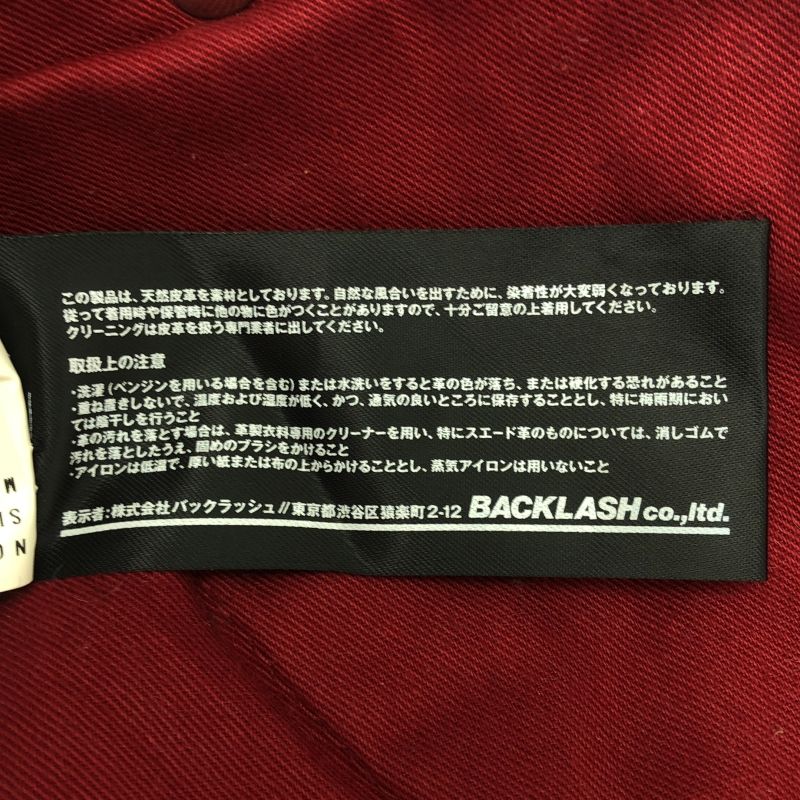 この製品は、天然皮革を素材としております。自然な風合いを出すために、染着性が大変弱くなっております。
従って着用時や保管時に他の物に色がつくことがありますので、十分ご留意の上着用してください。
クリーニングは皮革を扱う専門業者に出してください。
取扱上の注意
・洗濯（ベンジンを用いる場合を含む）または水洗いをすると革の色が落ち、または硬化する恐れがあること
・重ね置きしないで、温度および湿度が低く、かつ、通気の良いところに保存することとし、特に梅雨期におい
ては陰干しを行うこと
・革の汚れを落とす場合は、革製衣料専用のクリーナーを用い、特にスエード革のものについては、消しゴムで
汚れを落としたうえ、固めのブラシをかけること
・アイロンは低温で、厚い紙または布の上からかけることとし、蒸気アイロンは用いないこと
表示者：株式会社バックラッシュ//東京都渋谷区猿楽町2-12 BACKLASH co.,ltd.